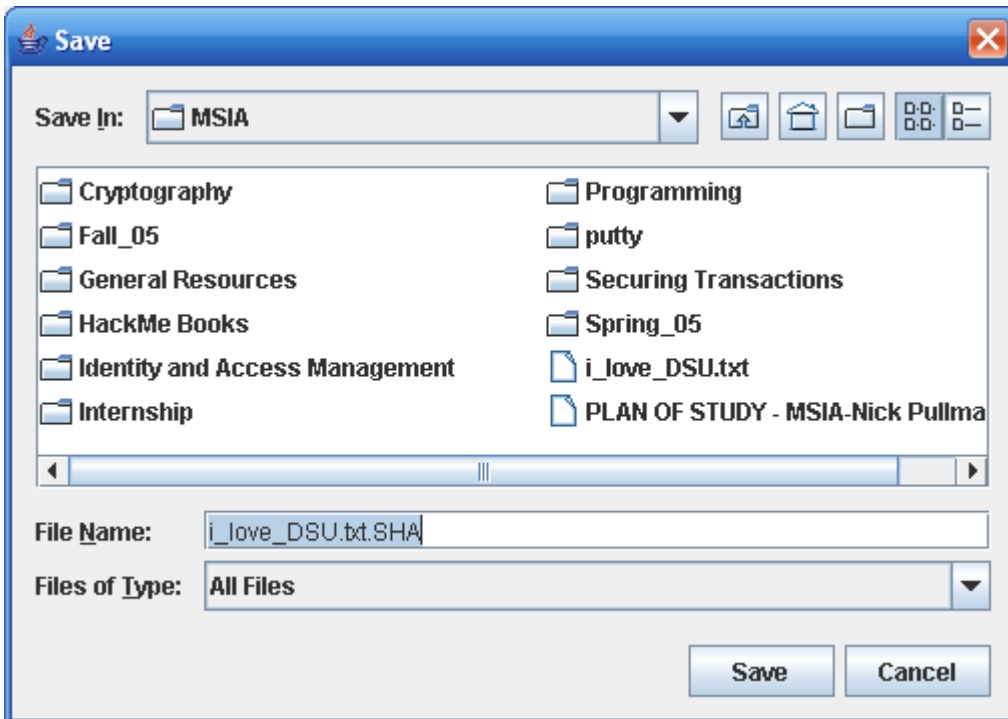 Save
Save In: MSIA
Cryptography
Fall_05
General Resources
HackMe Books
Identity and Access Management
Internship
Programming
putty
Securing Transactions
Spring_05
i_love_DSU.txt
PLAN OF STUDY - MSIA-Nick Pullma
File Name: i_love_DSU.txt.SHA
Files of Type: All Files
Save Cancel